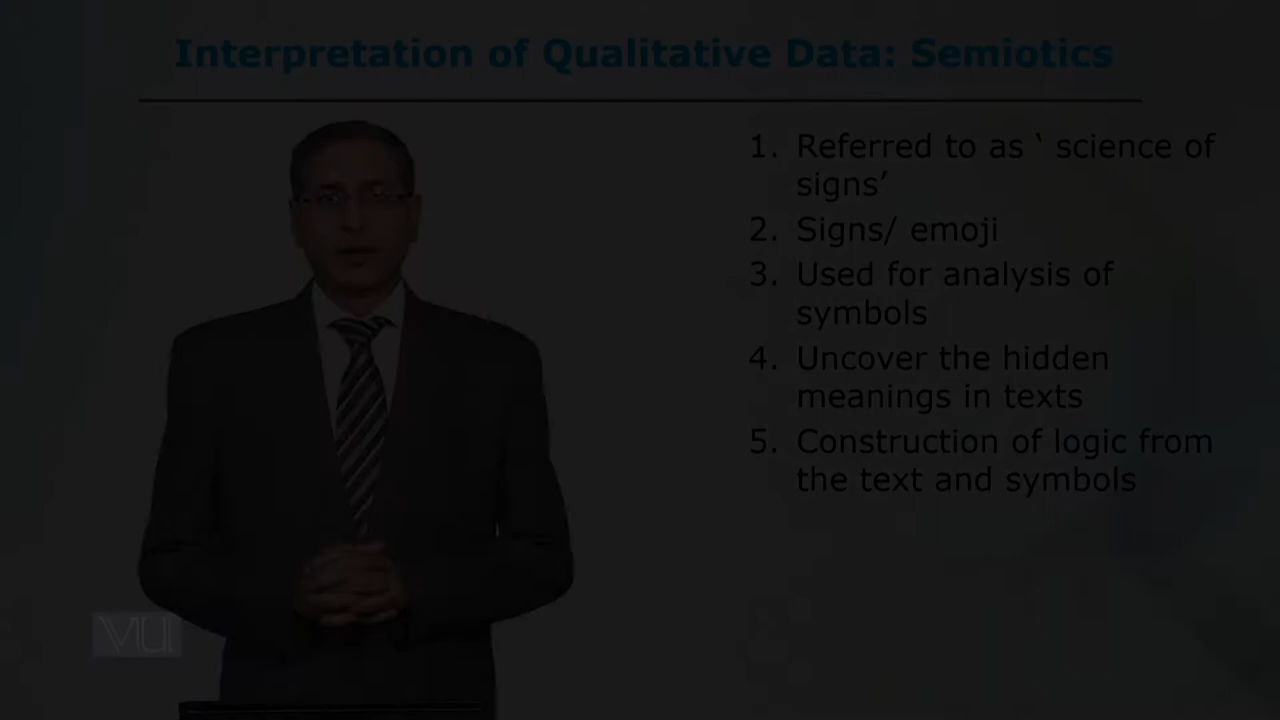 Interpretation of Qualitative Data: Semiotics
1. Referred to as ‘ science of
signs’
2. Signs/ emoji
3. Used for analysis of
symbols
4. Uncover the hidden
meanings in texts
5. Construction of logic from
the text and symbols
VU